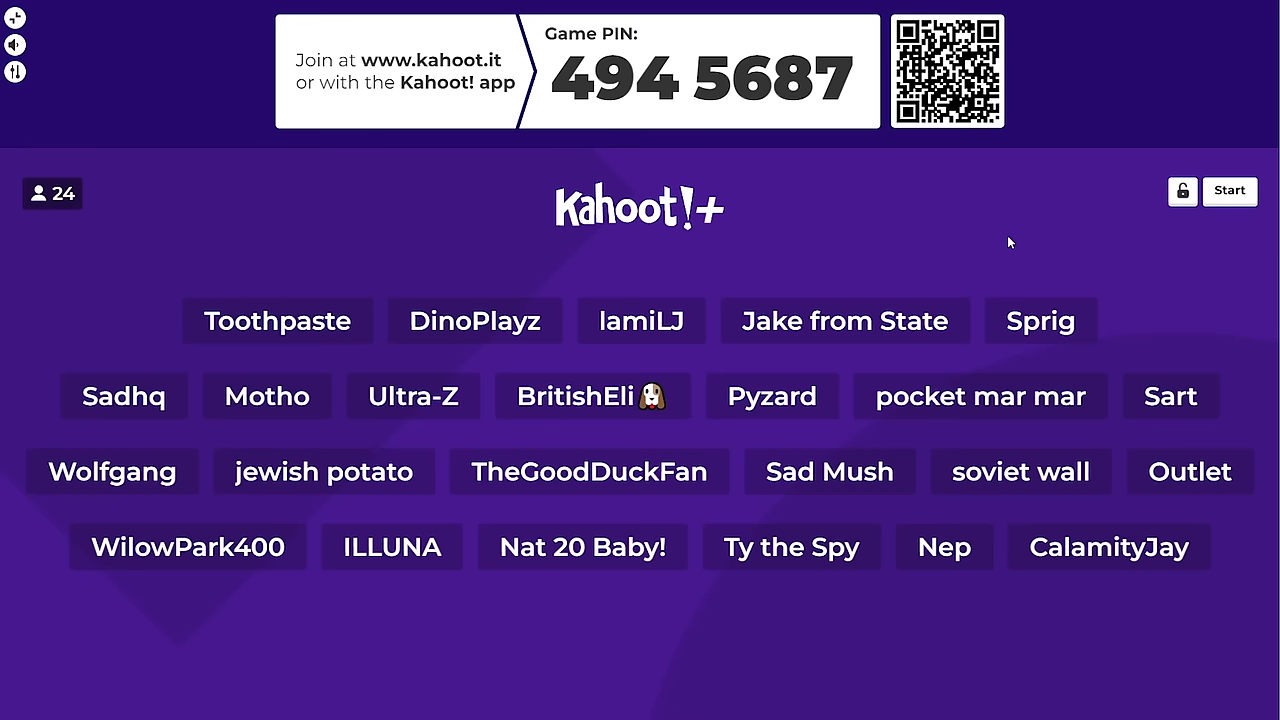 Join at www.kahoot.it
or with the Kahoot! app
Game PIN:
494 5687
24
Kahoot!+
Start
Toothpaste DinoPlayz lamiLJ Jake from State Sprig
Sadhq Motho Ultra-Z BritishEli Pyzard pocket mar mar Sart
Wolfgang jewish potato TheGoodDuckFan Sad Mush soviet wall Outlet
WilowPark400 ILLUNA Nat 20 Baby! Ty the Spy Nep CalamityJay